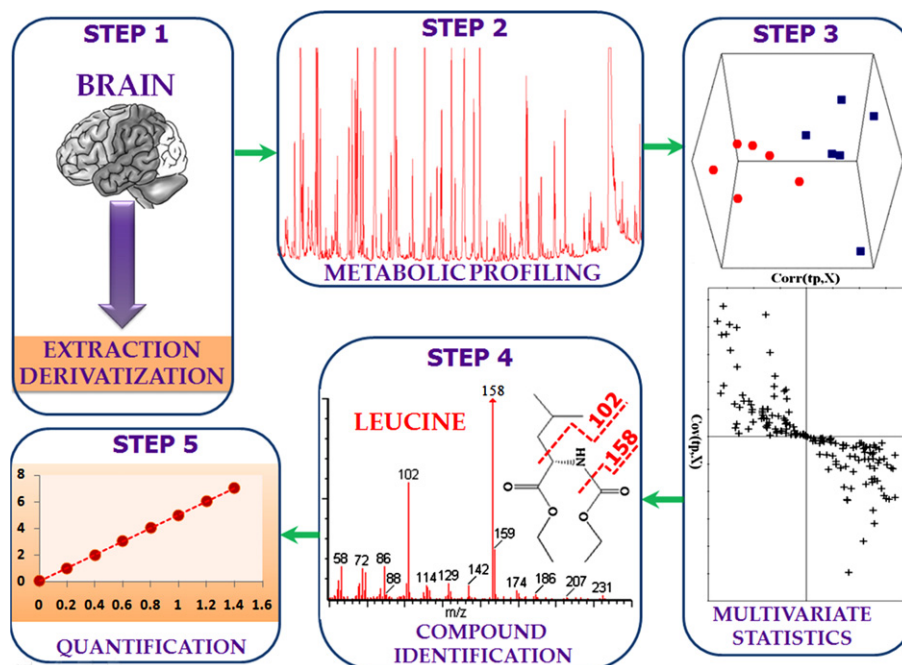 STEP 1
BRAIN
EXTRACTION
DERIVATIZATION
STEP 2
METABOLIC PROFILING
STEP 3
Corr(tp,X)
Cov(tp,X)
MULTIVARIATE
STATISTICS
STEP 4
LEUCINE
158
102
159
58
72
86
88
114
129
142
174
186
207
231
m/z
102
158
NH
O
O
O
O
COMPOUND
IDENTIFICATION
STEP 5
8
6
4
2
0
0 0.2 0.4 0.6 0.8 1 1.2 1.4 1.6
QUANTIFICATION